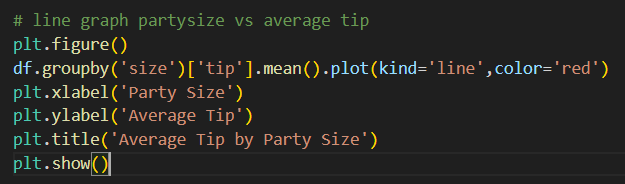 # line graph partysize vs average tip
plt.figure()
df.groupby('size')['tip'].mean().plot(kind='line',color='red')
plt.xlabel('Party Size')
plt.ylabel('Average Tip')
plt.title('Average Tip by Party Size')
plt.show()